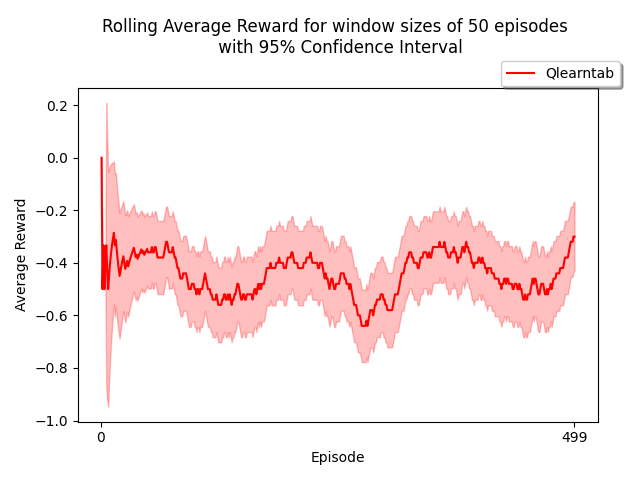 Rolling Average Reward for window sizes of 50 episodes
with 95% Confidence Interval
Qlearntab
0.2
0.0
−0.2
−0.4
−0.6
−0.8
−1.0
Average Reward
0
499
Episode